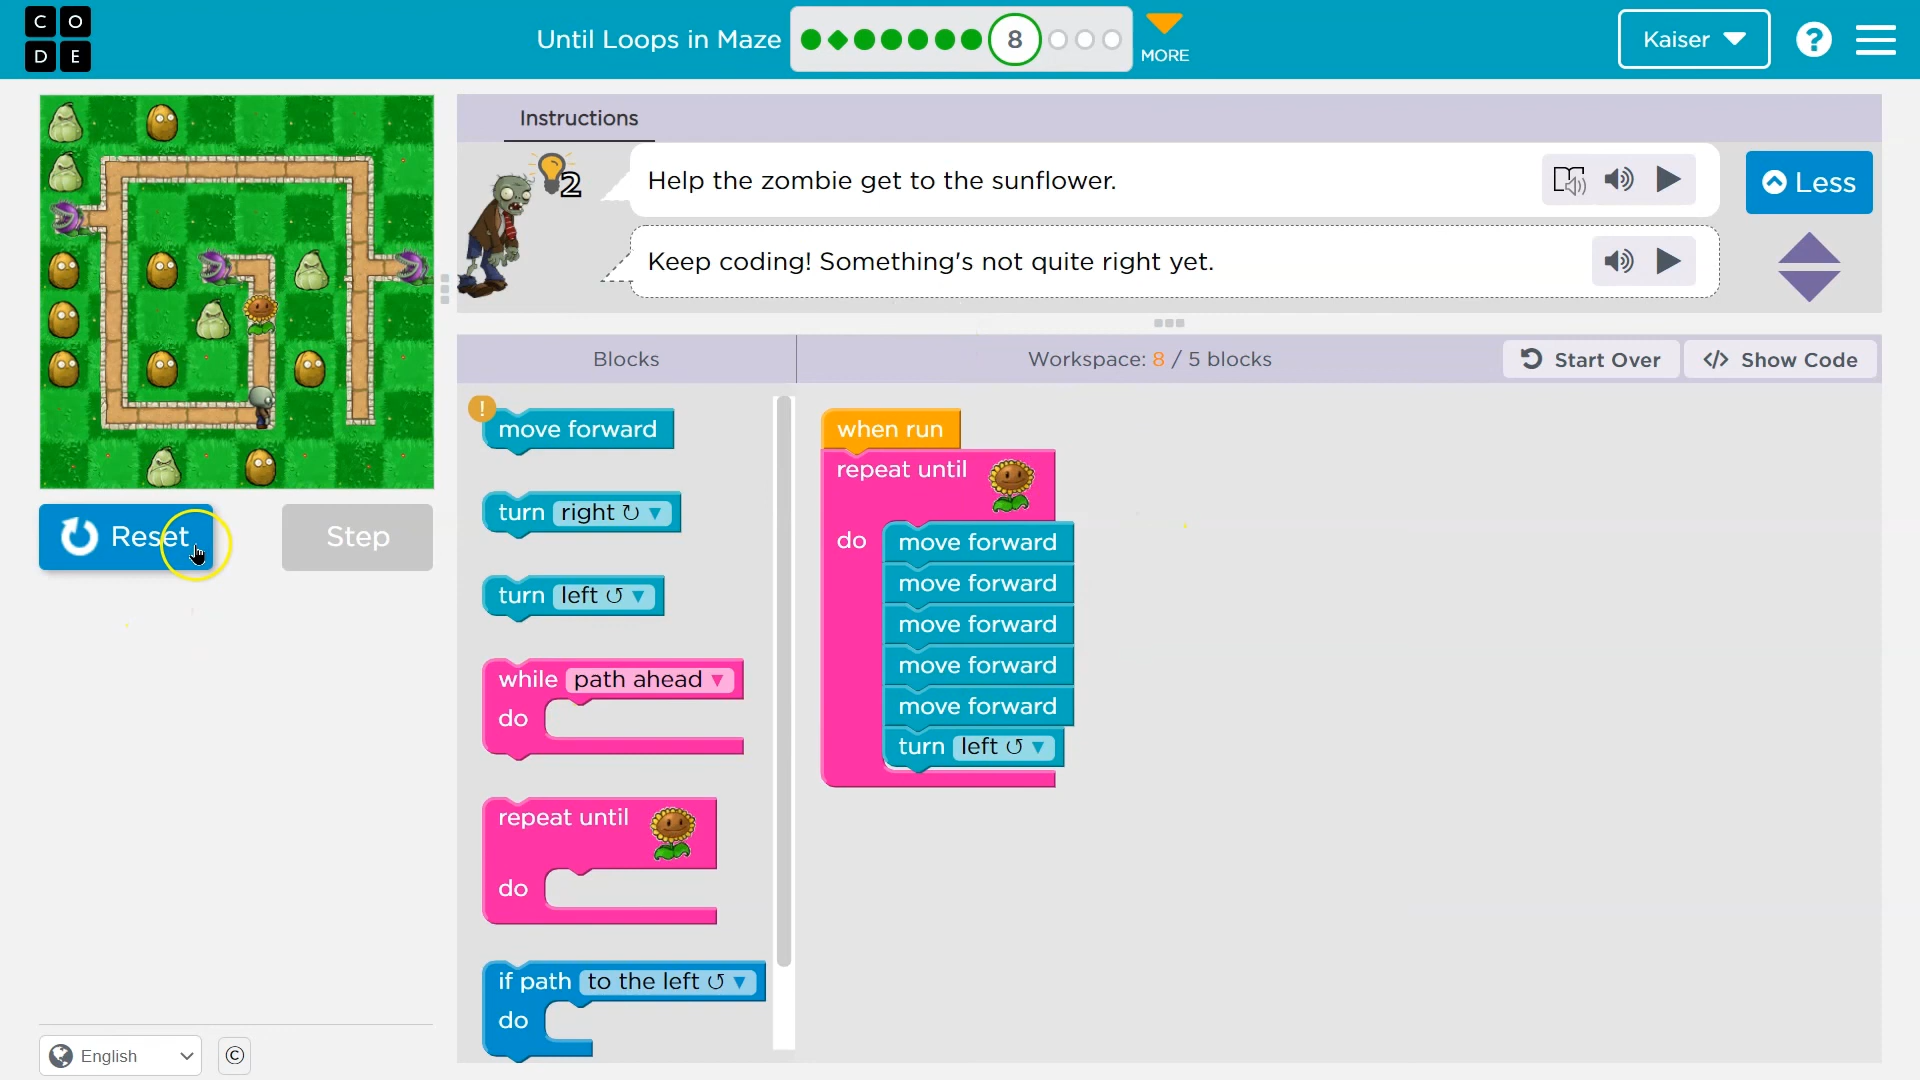 C O
D E
Until Loops in Maze
8
MORE
Kaiser
?
Instructions
2
Help the zombie get to the sunflower.
Less
Keep coding! Something's not quite right yet.
Blocks
Workspace: 8 / 5 blocks
Start Over
</> Show Code
!
move forward
turn right ↻ ▼
turn left ↺ ▼
while path ahead ▼
do
repeat until
do
if path to the left ↺ ▼
do
when run
repeat until
do
move forward
move forward
move forward
move forward
move forward
turn left ↺ ▼
Reset
Step
English
©